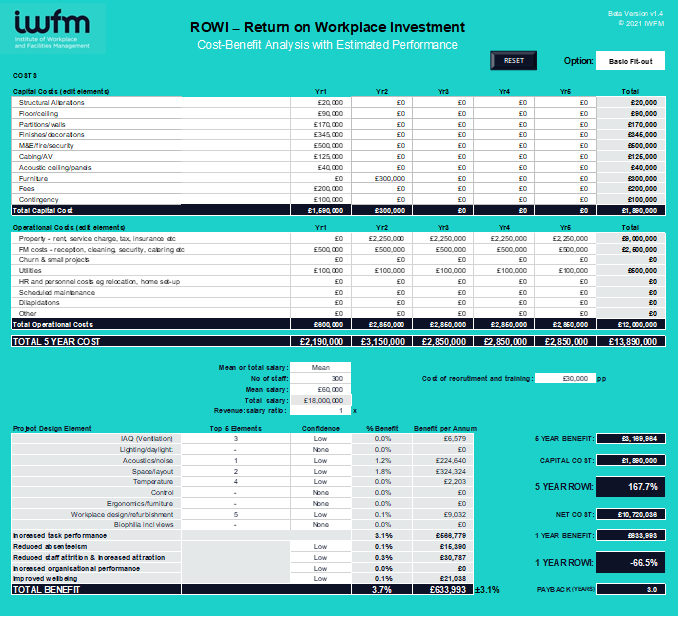 iwfm
Institute of Workplace
and Facilities Management
ROWI – Return on Workplace Investment
Cost-Benefit Analysis with Estimated Performance
Beta Version v1.4
© 2021 IWFM
RESET
Option: Basic Fit-out
COSTS
Capital Costs (edit elements) Yr1 Yr2 Yr3 Yr4 Yr5 Total
Structural Alterations £20,000 £0 £0 £0 £0 £20,000
Floor/ceiling £90,000 £0 £0 £0 £0 £90,000
Partitions/walls £170,000 £0 £0 £0 £0 £170,000
Finishes/decorations £345,000 £0 £0 £0 £0 £345,000
M&E/fire/security £500,000 £0 £0 £0 £0 £500,000
Cabling/AV £125,000 £0 £0 £0 £0 £125,000
Acoustic ceiling/panels £40,000 £0 £0 £0 £0 £40,000
Furniture £0 £300,000 £0 £0 £0 £300,000
Fees £200,000 £0 £0 £0 £0 £200,000
Contingency £100,000 £0 £0 £0 £0 £100,000
Total Capital Cost £1,590,000 £300,000 £0 £0 £0 £1,890,000
Operational Costs (edit elements) Yr1 Yr2 Yr3 Yr4 Yr5 Total
Property - rent, service charge, tax, insurance etc £0 £2,250,000 £2,250,000 £2,250,000 £2,250,000 £9,000,000
FM costs - reception, cleaning, security, catering etc £500,000 £500,000 £500,000 £500,000 £500,000 £2,500,000
Churn & small projects £0 £0 £0 £0 £0 £0
Utilities £100,000 £100,000 £100,000 £100,000 £100,000 £500,000
HR and personnel costs eg relocation, home set-up £0 £0 £0 £0 £0 £0
Scheduled maintenance £0 £0 £0 £0 £0 £0
Dilapidations £0 £0 £0 £0 £0 £0
Other £0 £0 £0 £0 £0 £0
Total Operational Costs £600,000 £2,850,000 £2,850,000 £2,850,000 £2,850,000 £12,000,000
TOTAL 5 YEAR COST £2,190,000 £3,150,000 £2,850,000 £2,850,000 £2,850,000 £13,890,000
Mean or total salary: Mean
No of staff: 300 Cost of recruitment and training: £30,000 pp
Mean salary: £60,000
Total salary: £18,000,000
Revenue:salary ratio: 1 x
Project Design Element Top 5 Elements Confidence % Benefit Benefit per Annum
IAQ (Ventilation) 3 Low 0.0% £6,579 5 YEAR BENEFIT: £3,169,964
Lighting/daylight: - None 0.0% £0
Acoustics/noise 1 Low 1.2% £224,640 CAPITAL COST: £1,890,000
Space/layout 2 Low 1.8% £324,324
Temperature 4 Low 0.0% £2,203 5 YEAR ROWI: 167.7%
Control - None 0.0% £0
Ergonomics/furniture - None 0.0% £0
Workplace design/refurbishment 5 Low 0.1% £9,032 NET COST: £10,720,036
Biophilia incl views - None 0.0% £0
Increased task performance 3.1% £566,779 1 YEAR BENEFIT: £633,993
Reduced absenteeism Low 0.1% £15,390
Reduced staff attrition & increased attraction Low 0.3% £30,787 1 YEAR ROWI: -66.5%
Increased organisational performance Low 0.0% £0
Improved wellbeing Low 0.1% £21,038
TOTAL BENEFIT 3.7% £633,993 ±3.1% PAYBACK (YEARS) 3.0